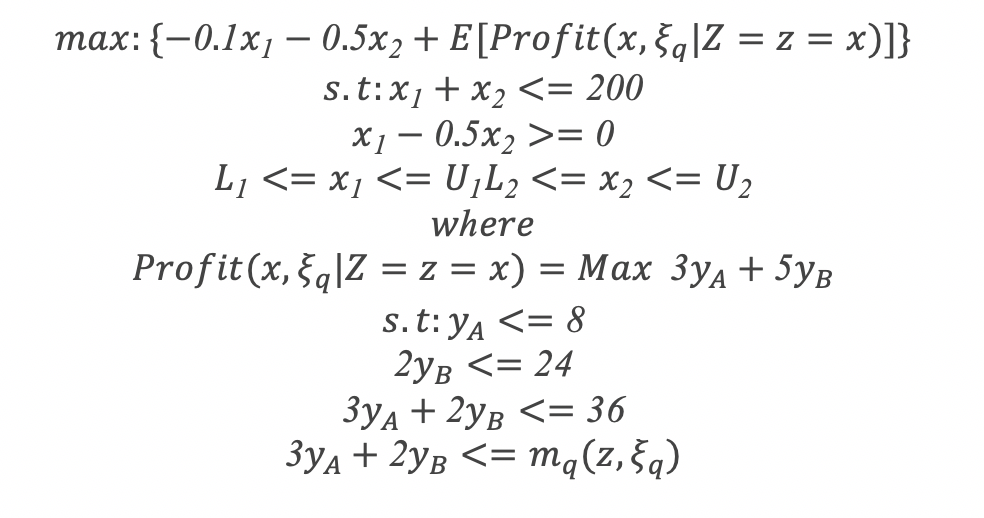 max: {−0.1x₁ − 0.5x₂ + E[Profit(x, ξ_q|Z = z = x)]}
s.t: x₁ + x₂ <= 200
x₁ − 0.5x₂ >= 0
L₁ <= x₁ <= U₁L₂ <= x₂ <= U₂
where
Profit(x, ξ_q|Z = z = x) = Max 3y_A + 5y_B
s.t: y_A <= 8
2y_B <= 24
3y_A + 2y_B <= 36
3y_A + 2y_B <= m_q(z, ξ_q)